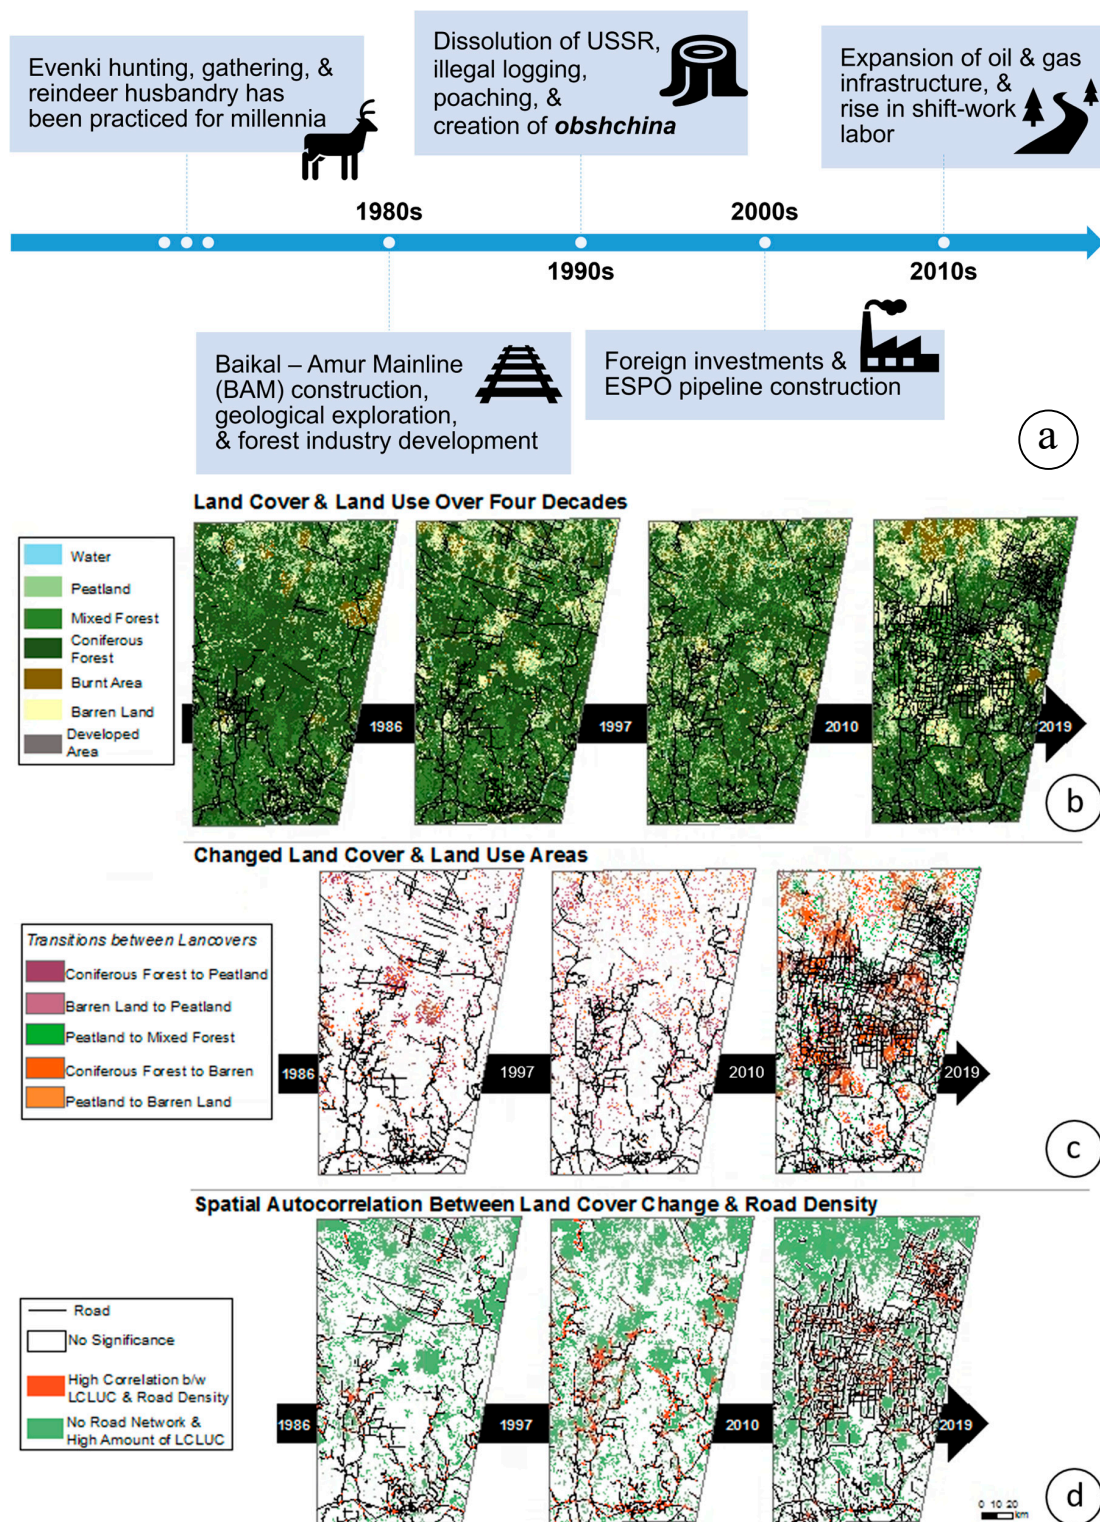 Evenki hunting, gathering, &
reindeer husbandry has
been practiced for millennia
Dissolution of USSR,
illegal logging,
poaching, &
creation of obshchina
Expansion of oil & gas
infrastructure, &
rise in shift-work
labor
1980s
2000s
1990s
2010s
Baikal – Amur Mainline
(BAM) construction,
geological exploration,
& forest industry development
Foreign investments &
ESPO pipeline construction
a
Land Cover & Land Use Over Four Decades
Water
Peatland
Mixed Forest
Coniferous
Forest
Burnt Area
Barren Land
Developed
Area
1986
1997
2010
2019
b
Changed Land Cover & Land Use Areas
Transitions between Lancovers
Coniferous Forest to Peatland
Barren Land to Peatland
Peatland to Mixed Forest
Coniferous Forest to Barren
Peatland to Barren Land
1986
1997
2010
2019
c
Spatial Autocorrelation Between Land Cover Change & Road Density
Road
No Significance
High Correlation b/w
LCLUC & Road Density
No Road Network &
High Amount of LCLUC
1986
1997
2010
2019
d
0 10 20
km